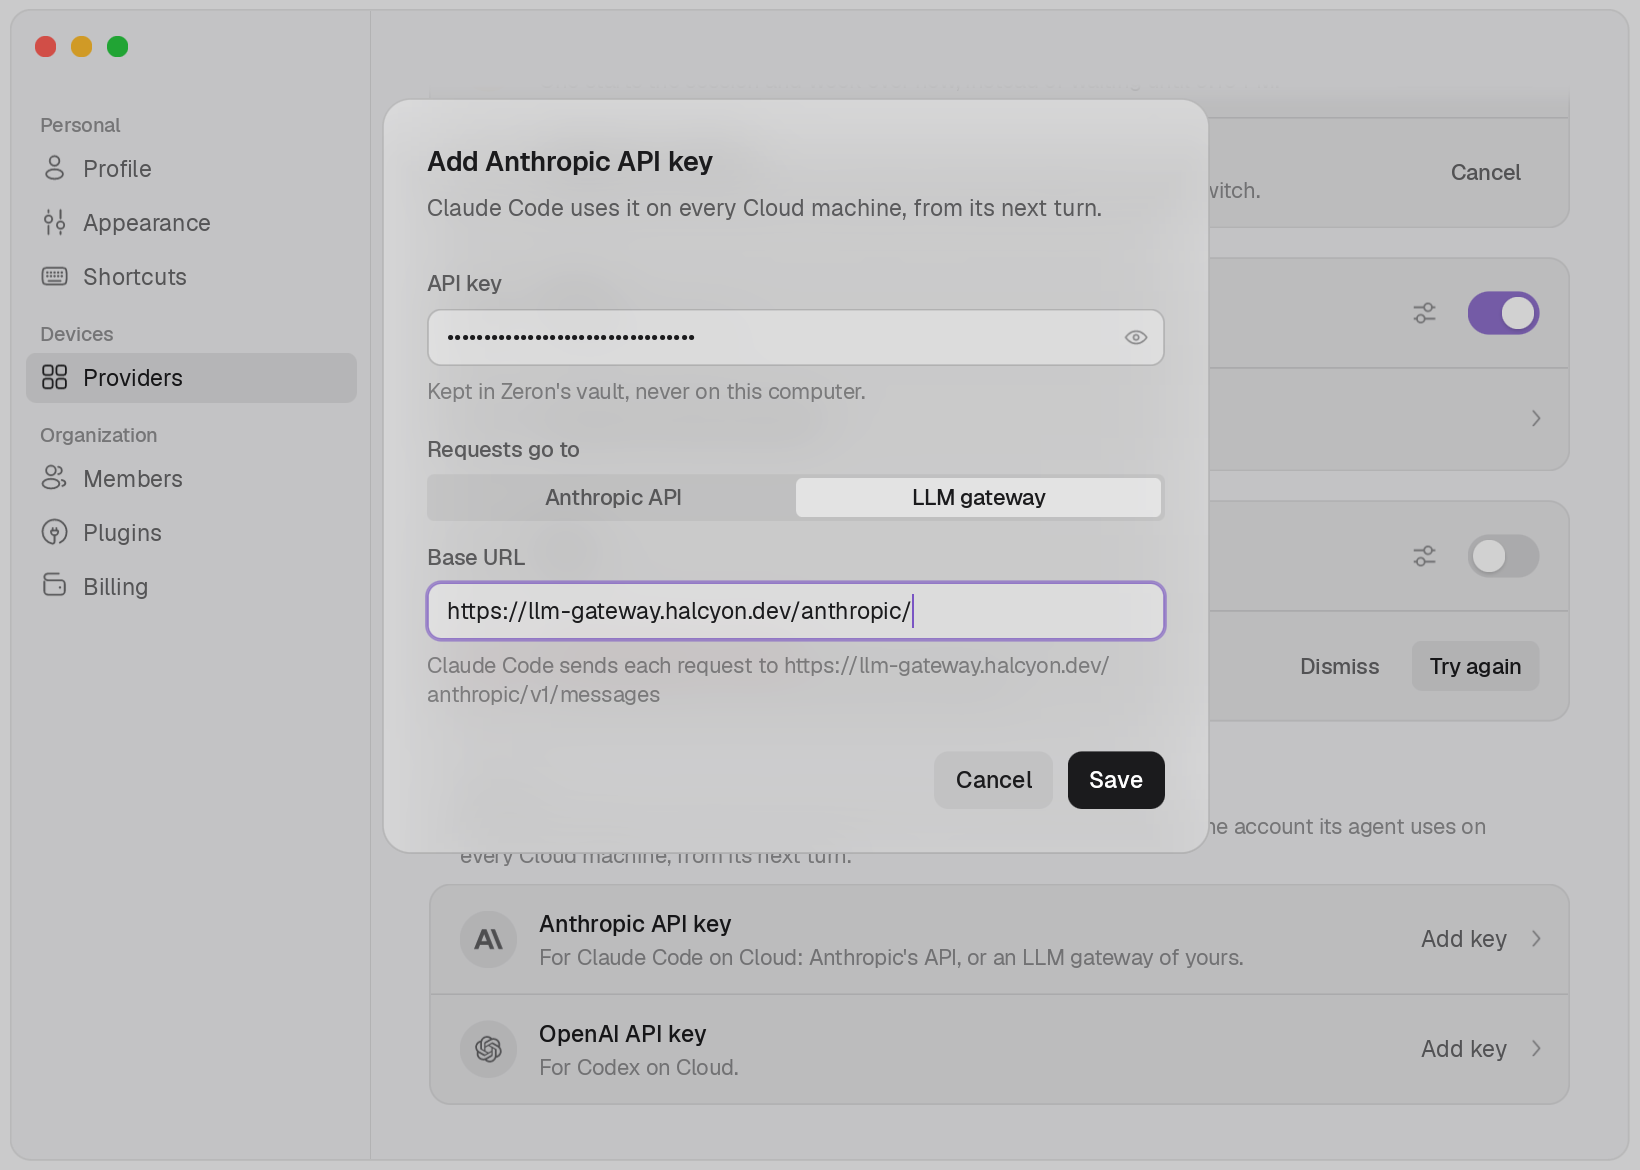 Personal
Profile
Appearance
Shortcuts
Devices
Providers
Organization
Members
Plugins
Billing
Cancel
Add Anthropic API key
Claude Code uses it on every Cloud machine, from its next turn.
API key
••••••••••••••••••••••••••••••••••
Kept in Zeron's vault, never on this computer.
Requests go to
Anthropic API
LLM gateway
Base URL
https://llm-gateway.halcyon.dev/anthropic/
Claude Code sends each request to https://llm-gateway.halcyon.dev/
anthropic/v1/messages
Cancel
Save
Dismiss
Try again
account its agent uses on
every Cloud machine, from its next turn.
Anthropic API key
For Claude Code on Cloud: Anthropic's API, or an LLM gateway of yours.
Add key
OpenAI API key
For Codex on Cloud.
Add key